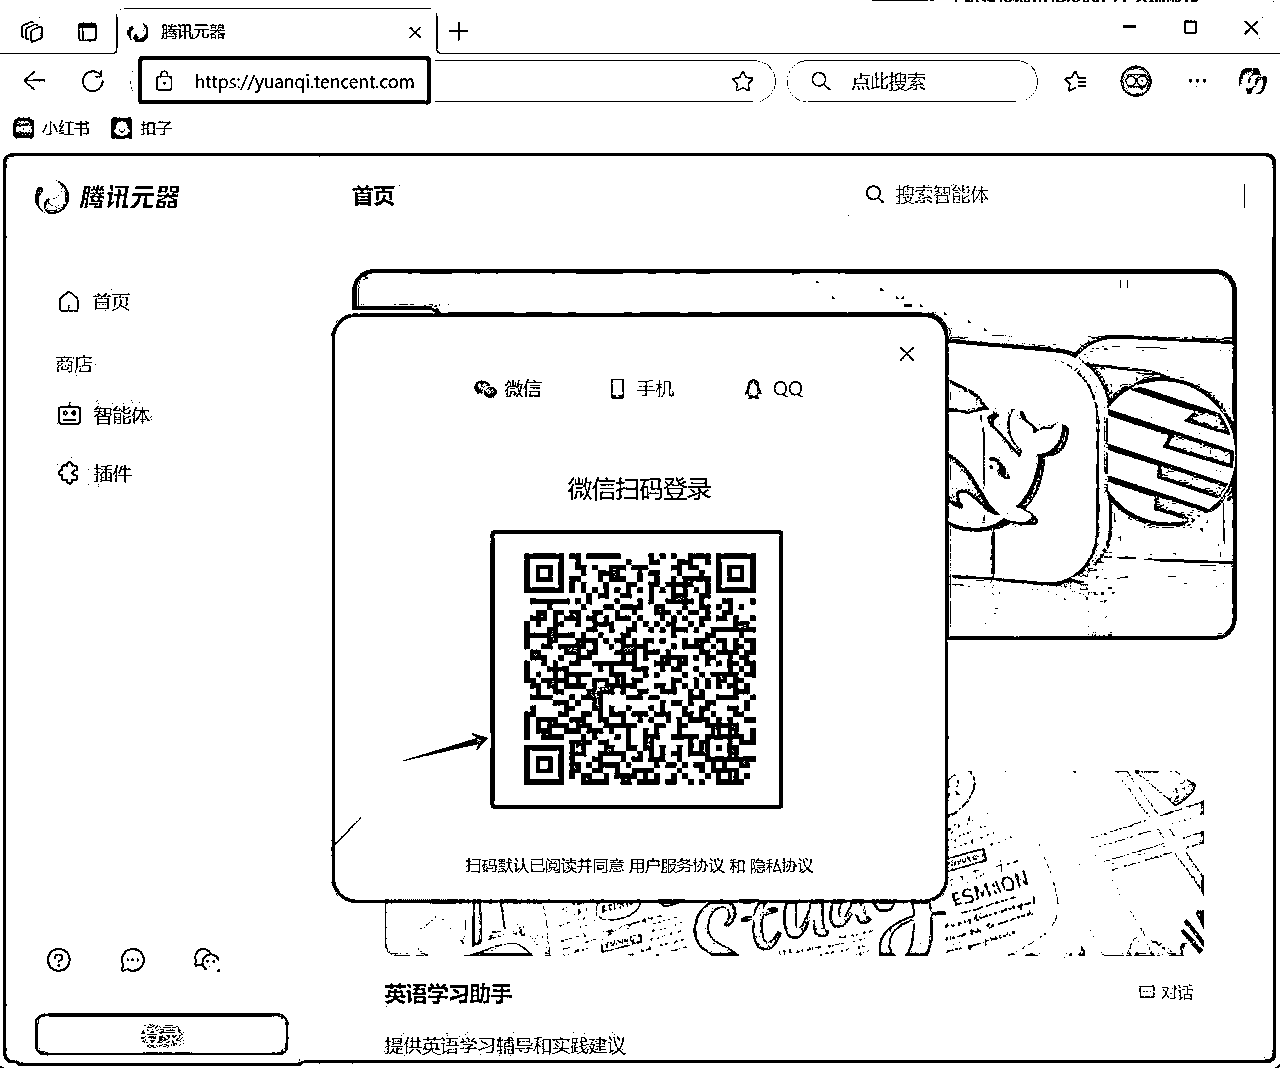 腾讯元器
https://yuanqi.tencent.com
点此搜索
小红书 扣子
腾讯元器
首页
搜索智能体
首页
商店
智能体
插件
微信 手机 QQ
微信扫码登录
扫码默认已阅读并同意 用户服务协议 和 隐私协议
ESMIION
study
英语学习助手
对话
提供英语学习辅导和实践建议
登录